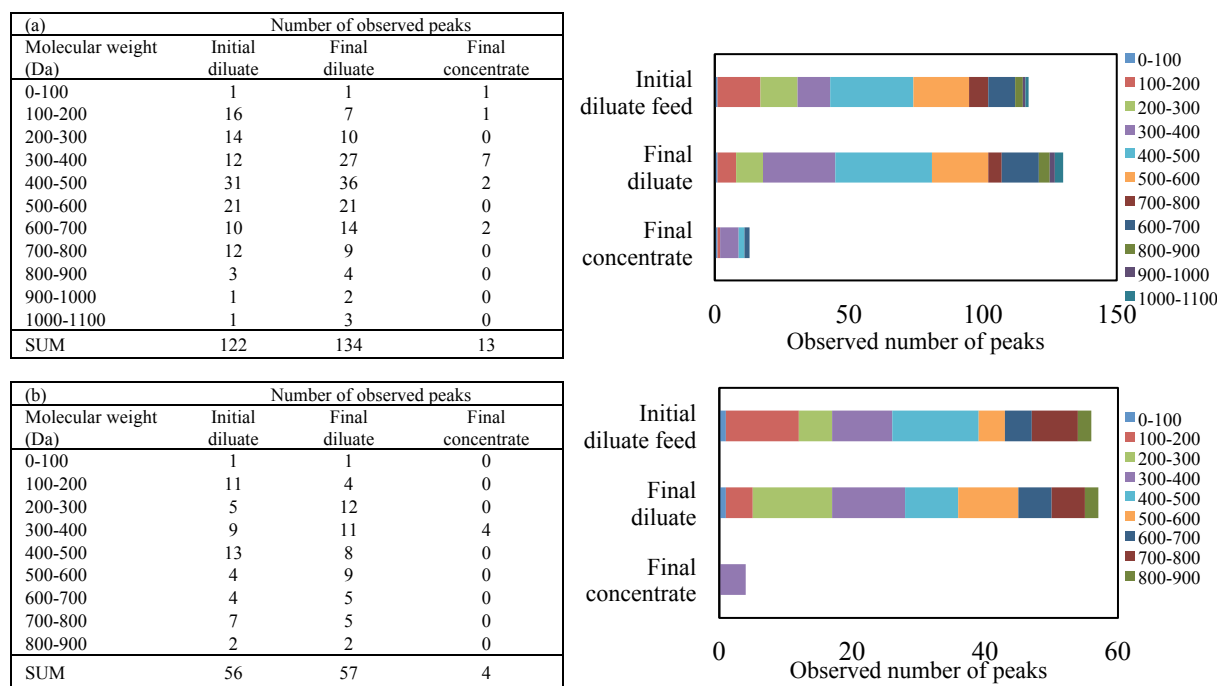 (a) Number of observed peaks
Molecular weight Initial Final Final
(Da) diluate diluate concentrate
0-100 1 1 1
100-200 16 7 1
200-300 14 10 0
300-400 12 27 7
400-500 31 36 2
500-600 21 21 0
600-700 10 14 2
700-800 12 9 0
800-900 3 4 0
900-1000 1 2 0
1000-1100 1 3 0
SUM 122 134 13
Initial
diluate feed
Final
diluate
Final
concentrate
0 50 100 150
Observed number of peaks
0-100
100-200
200-300
300-400
400-500
500-600
700-800
600-700
800-900
900-1000
1000-1100
(b) Number of observed peaks
Molecular weight Initial Final Final
(Da) diluate diluate concentrate
0-100 1 1 0
100-200 11 4 0
200-300 5 12 0
300-400 9 11 4
400-500 13 8 0
500-600 4 9 0
600-700 4 5 0
700-800 7 5 0
800-900 2 2 0
SUM 56 57 4
Initial
diluate feed
Final
diluate
Final
concentrate
0 20 40 60
Observed number of peaks
0-100
100-200
200-300
300-400
400-500
500-600
600-700
700-800
800-900